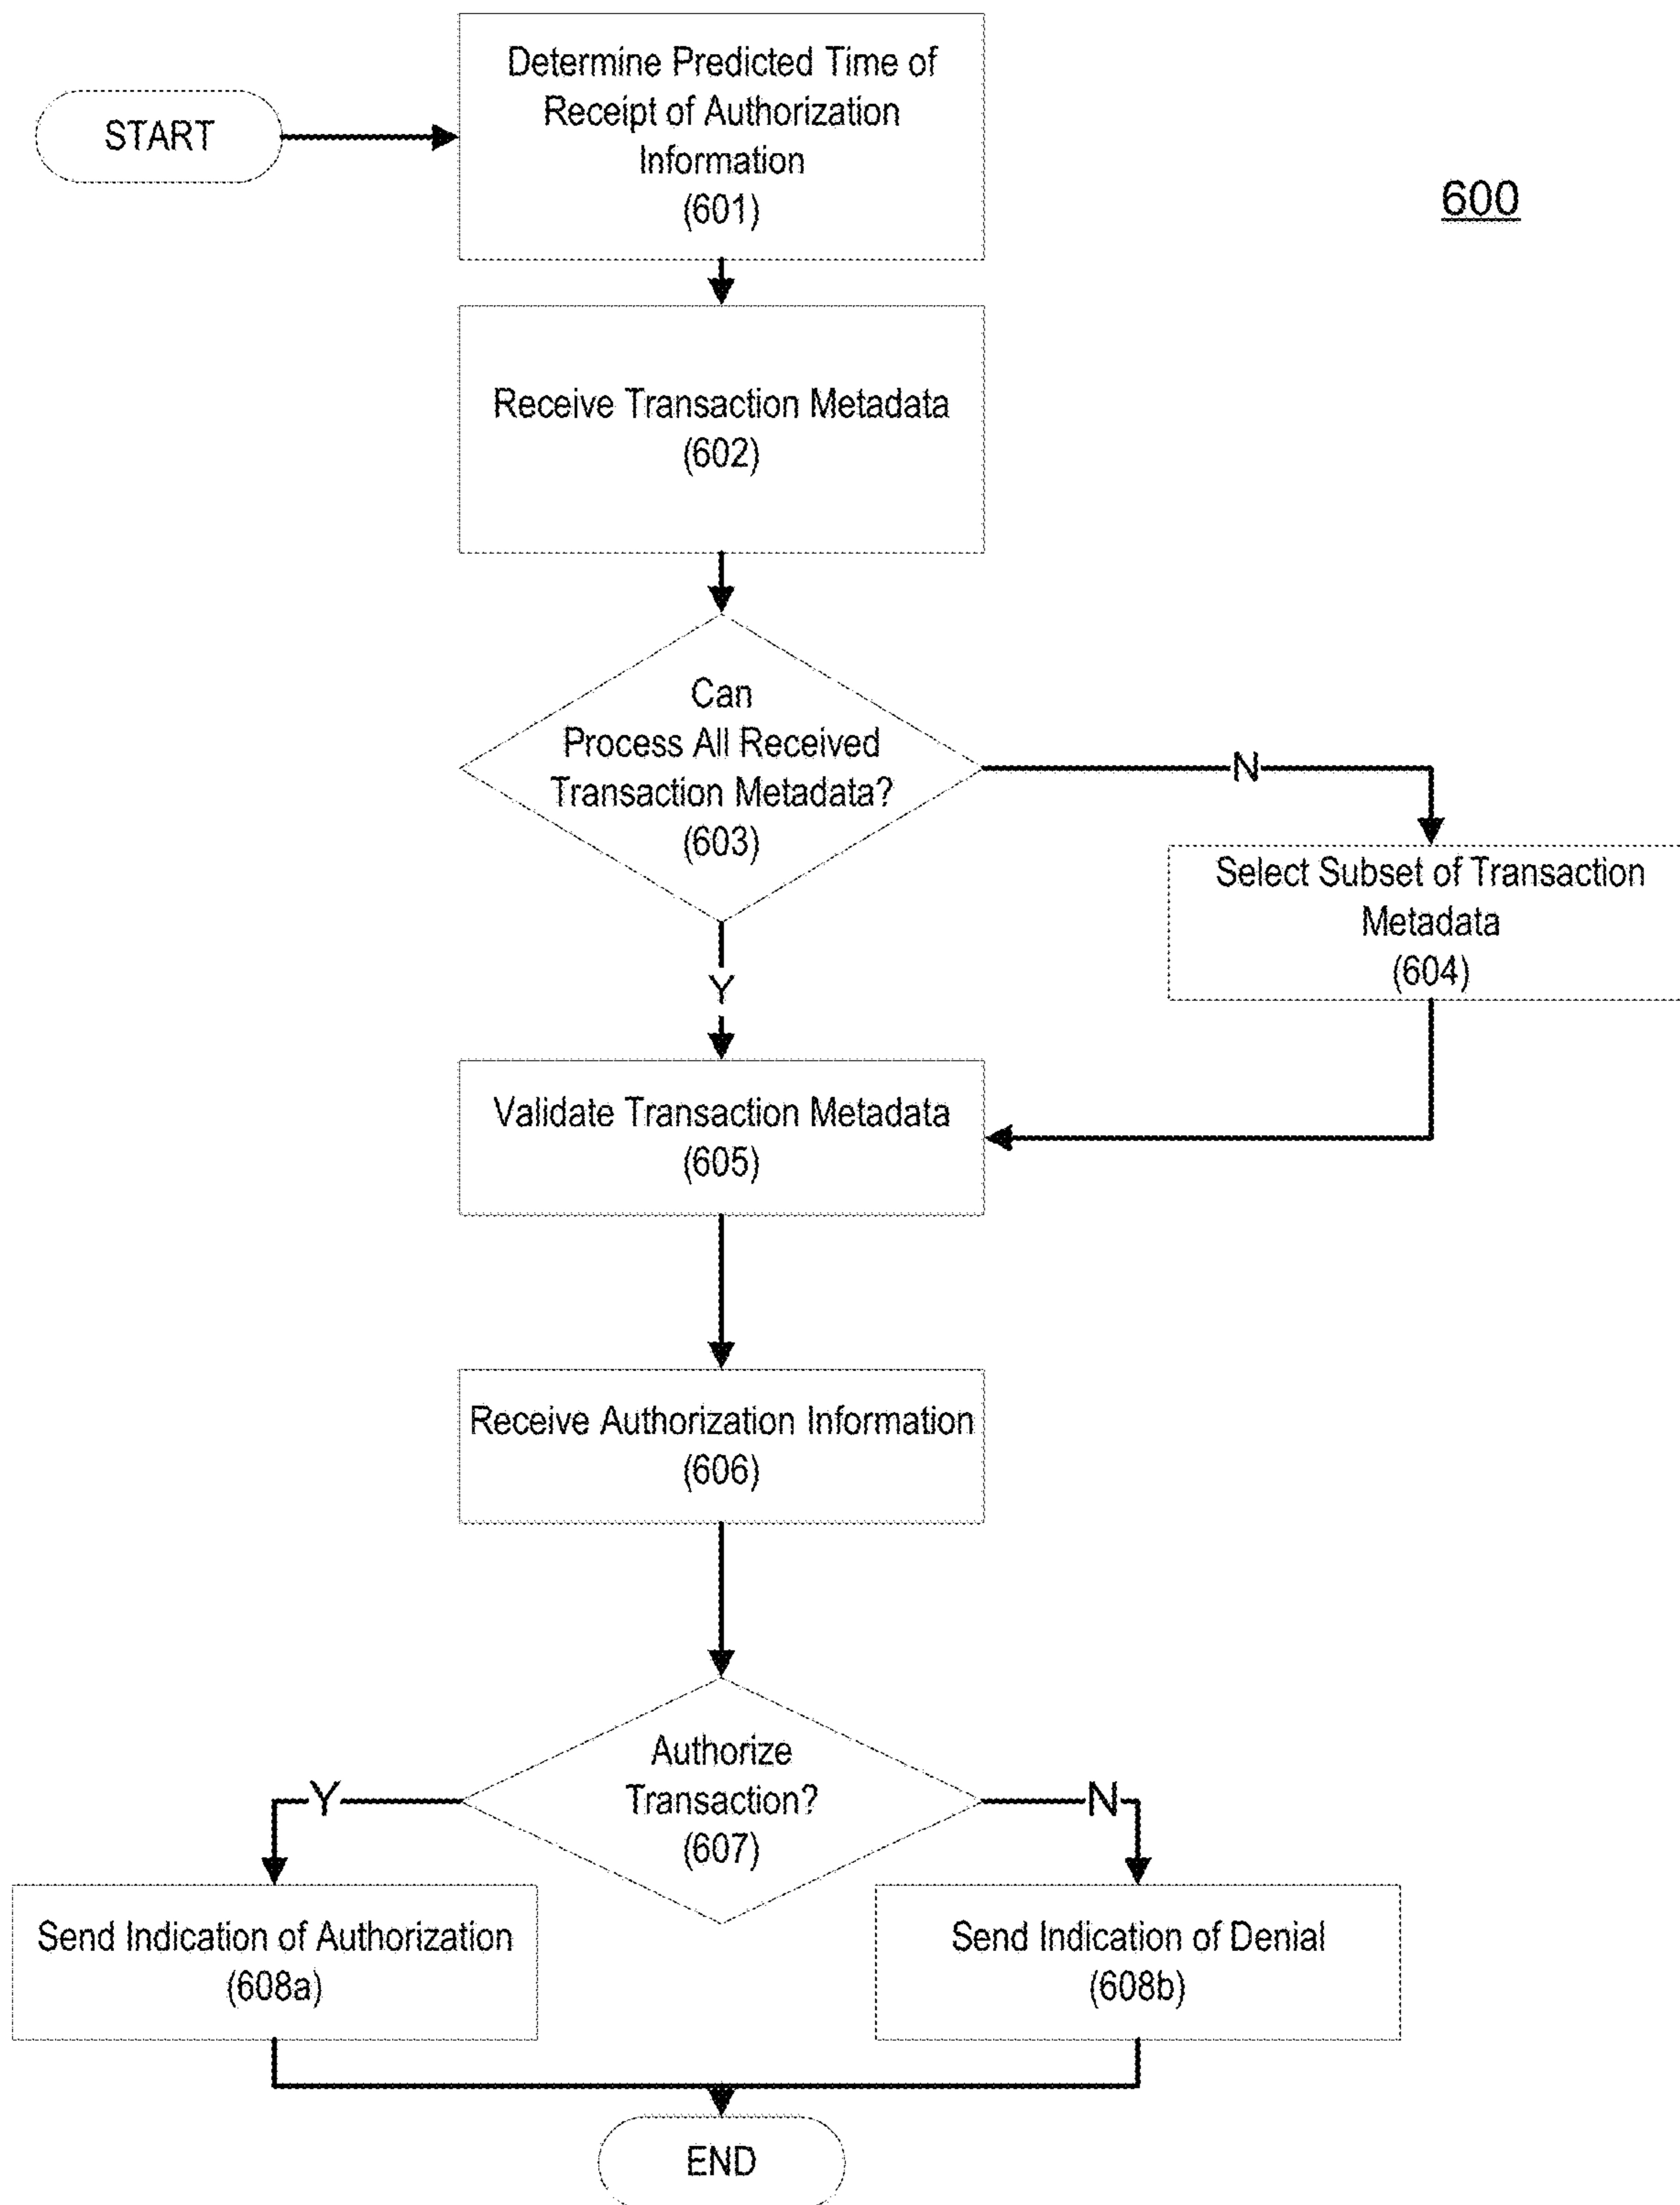 START
Determine Predicted Time of
Receipt of Authorization
Information
(601)
600
Receive Transaction Metadata
(602)
Can
Process All Received
Transaction Metadata?
(603)
N
Select Subset of Transaction
Metadata
(604)
Y
Validate Transaction Metadata
(605)
Receive Authorization Information
(606)
Authorize
Transaction?
(607)
Y
N
Send Indication of Authorization
(608a)
Send Indication of Denial
(608b)
END